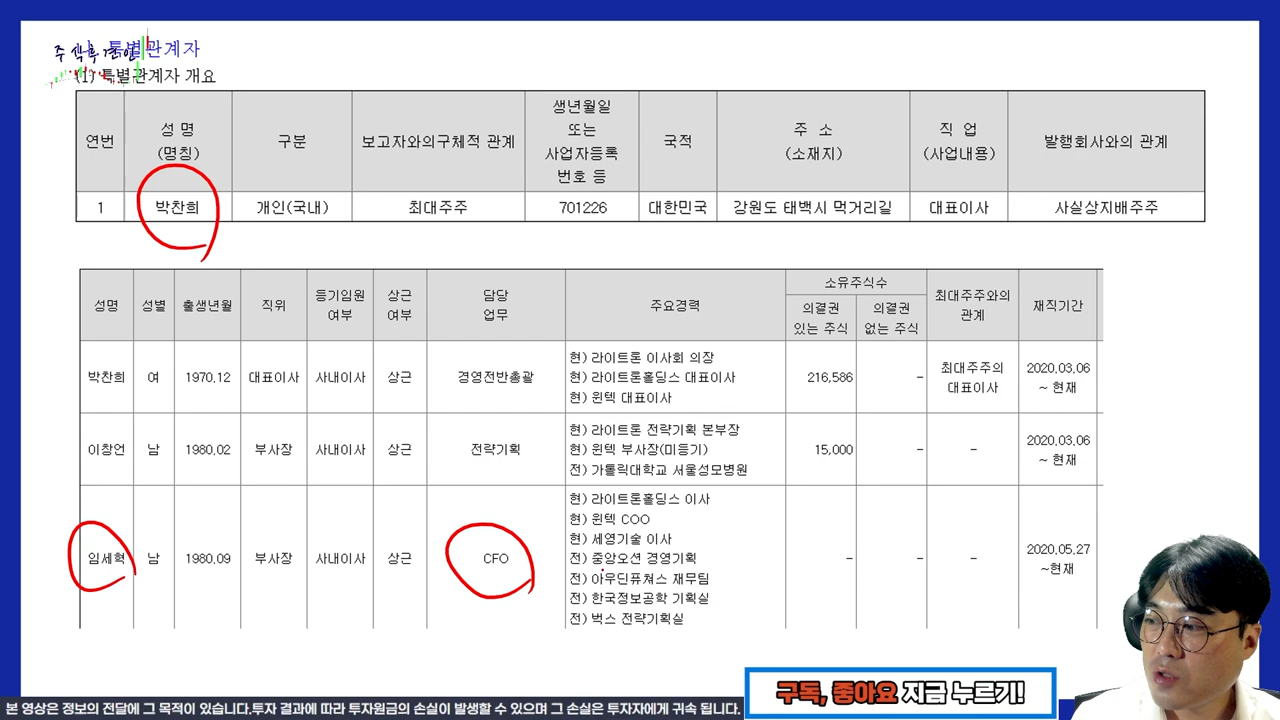 특별관계자
(1) 특별관계자 개요
연번 성 명 (명칭) 구분 보고자와의구체적 관계 생년월일 또는 사업자등록 번호 등 국적 주 소 (소재지) 직 업 (사업내용) 발행회사와의 관계
1 박찬희 개인(국내) 최대주주 701226 대한민국 강원도 태백시 먹거리길 대표이사 사실상지배주주
성명 성별 출생년월 직위 등기임원 여부 상근 여부 담당 업무 주요경력 소유주식수 최대주주와의 관계 재직기간
의결권 있는 주식 의결권 없는 주식
박찬희 여 1970.12 대표이사 사내이사 상근 경영전반총괄 현) 라이트론 이사회 의장 216,586 - 최대주주의 대표이사 2020.03.06 ~ 현재
현) 라이트론홀딩스 대표이사
현) 윈텍 대표이사
이창언 남 1980.02 부사장 사내이사 상근 전략기획 현) 라이트론 전략기획 본부장 15,000 - - 2020.03.06 ~ 현재
현) 윈텍 부사장(미등기)
전) 가톨릭대학교 서울성모병원
임세혁 남 1980.09 부사장 사내이사 상근 CFO 현) 라이트론홀딩스 이사 - - - 2020.05.27 ~현재
현) 윈텍 COO
현) 세영기술 이사
전) 중앙오션 경영기획
전) 아우딘퓨쳐스 재무팀
전) 한국정보공학 기획실
전) 벅스 전략기획실
구독, 좋아요 지금 누르기!
본 영상은 정보의 전달에 그 목적이 있습니다.투자 결과에 따라 투자원금의 손실이 발생할 수 있으며 그 손실은 투자자에게 귀속 됩니다.